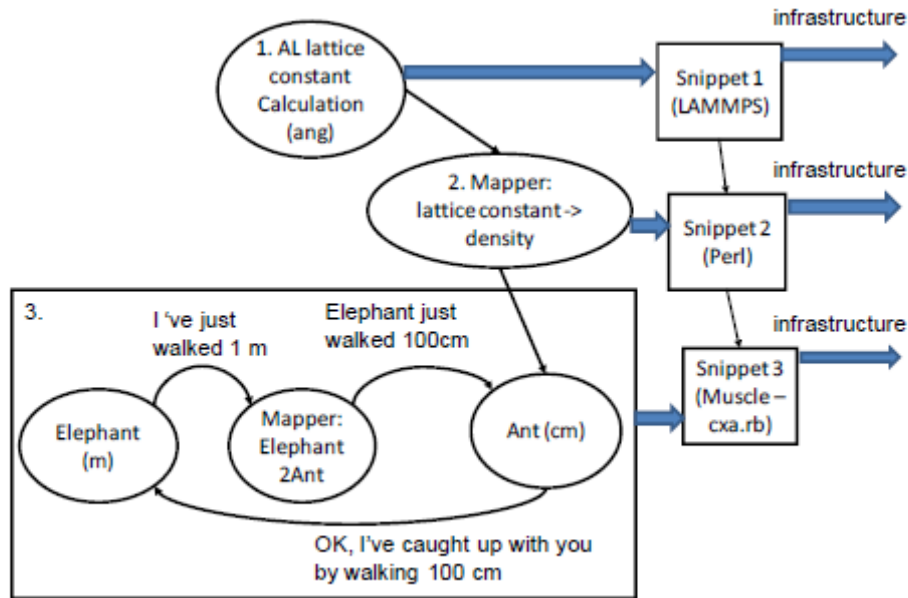 infrastructure
1. AL lattice
constant
Calculation
(ang)
Snippet 1
(LAMMPS)
infrastructure
2. Mapper:
lattice constant ->
density
Snippet 2
(Perl)
infrastructure
3.
I 've just
walked 1 m
Elephant just
walked 100cm
Snippet 3
(Muscle –
cxa.rb)
Elephant
(m)
Mapper:
Elephant
2Ant
Ant (cm)
OK, I've caught up with you
by walking 100 cm